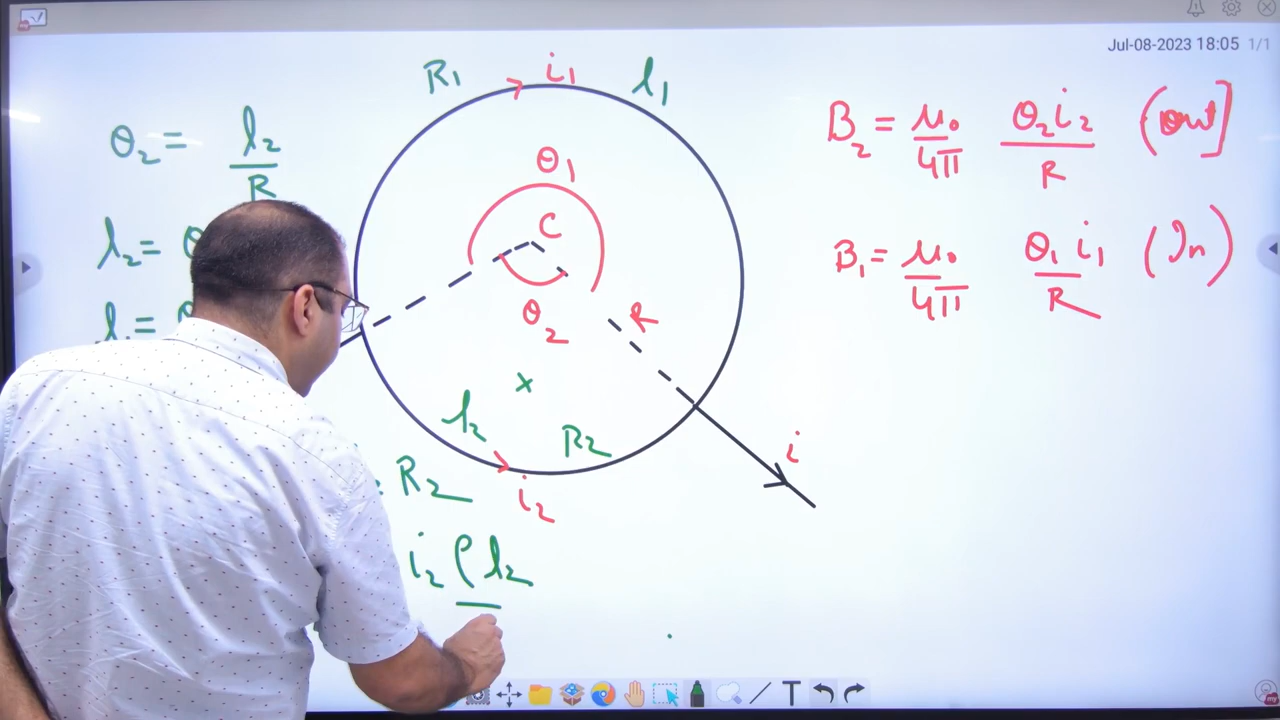 Jul-08-2023 18:05 1/1
R₁ i₁ l₁
θ₂ = l₂/R
l₂ =
θ₁
C
θ₂
R
l₂
R₂
i
i₂
R₂
i₂ ρl₂
B₂ = μ₀/4π θ₂i₂/R (out)
B₁ = μ₀/4π θ₁i₁/R (In)
T